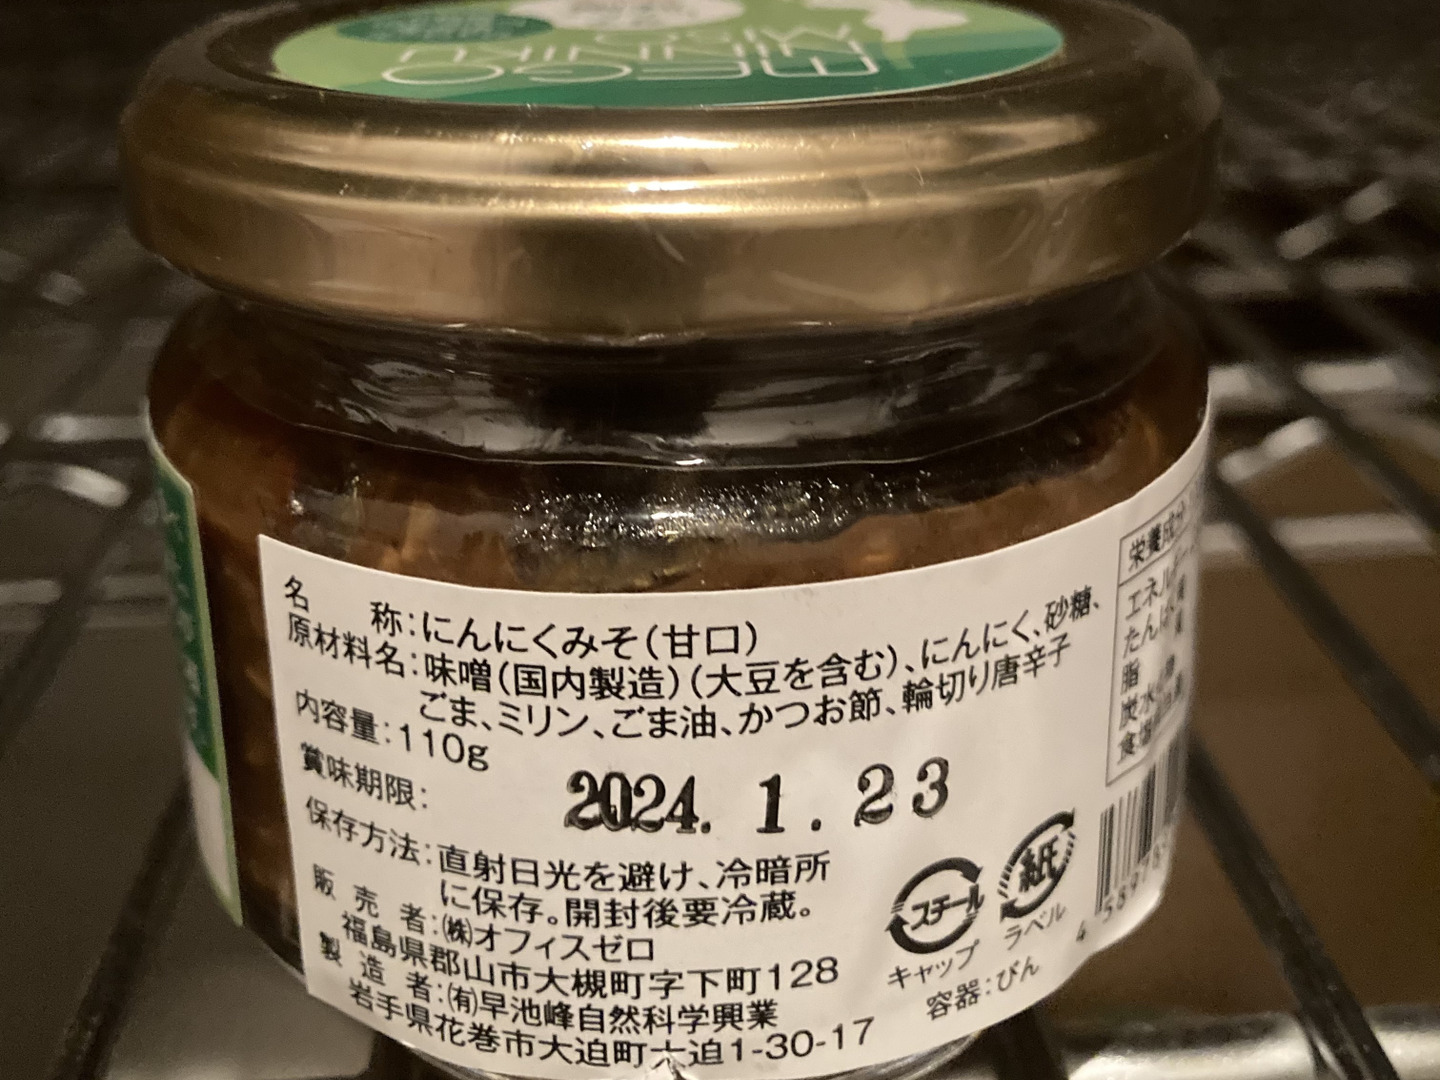 MEGO
NINNIKU
MISO
名 称：にんにくみそ（甘口）
原材料名：味噌（国内製造）（大豆を含む）、にんにく、砂糖、
ごま、ミリン、ごま油、かつお節、輪切り唐辛子
内容量：110g
賞味期限：
2024. 1. 23
保存方法：直射日光を避け、冷暗所
に保存。開封後要冷蔵。
販 売 者：㈱オフィスゼロ
福島県郡山市大槻町字下町128
製 造 者：㈲早池峰自然科学興業
岩手県花巻市大迫町大迫1-30-17
スチール
キャップ
紙
ラベル
容器：びん
栄養成分
エネル
たんぱ
脂
炭水
食塩